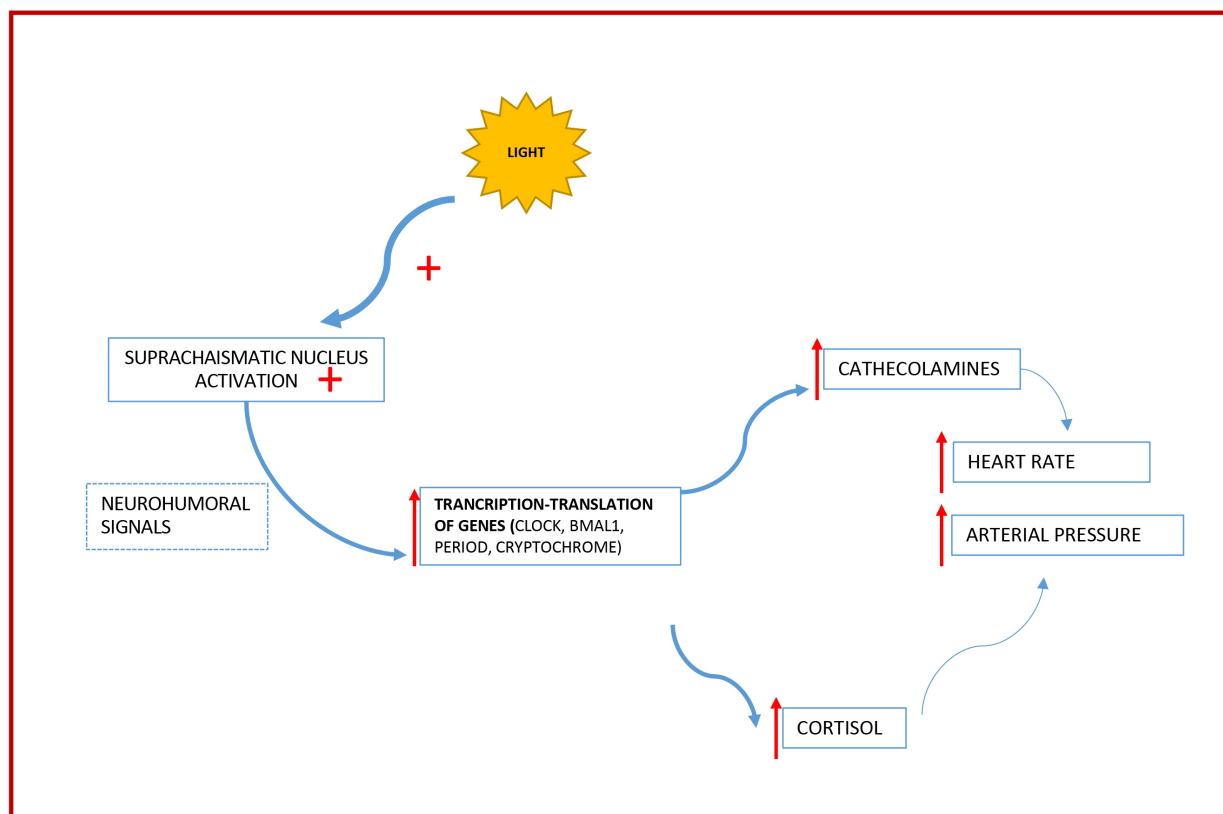 LIGHT
SUPRACHAISMATIC NUCLEUS
ACTIVATION
NEUROHUMORAL
SIGNALS
TRANCRIPTION-TRANSLATION
OF GENES (CLOCK, BMAL1,
PERIOD, CRYPTOCHROME)
CATHECOLAMINES
HEART RATE
ARTERIAL PRESSURE
CORTISOL